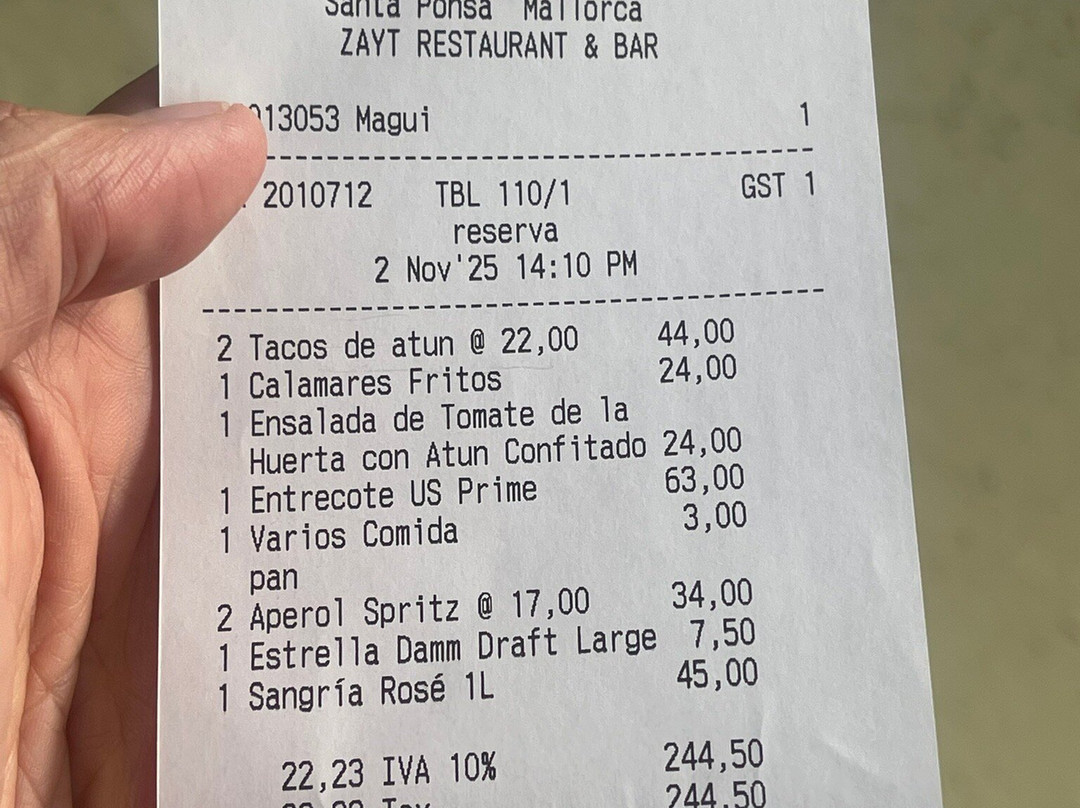 Santa Ponsa Mallorca
ZAYT RESTAURANT & BAR
013053 Magui 1
2010712 TBL 110/1 GST 1
reserva
2 Nov'25 14:10 PM
2 Tacos de atun @ 22,00 44,00
1 Calamares Fritos 24,00
1 Ensalada de Tomate de la
Huerta con Atun Confitado 24,00
1 Entrecote US Prime 63,00
1 Varios Comida 3,00
pan
2 Aperol Spritz @ 17,00 34,00
1 Estrella Damm Draft Large 7,50
1 Sangría Rosé 1L 45,00
22,23 IVA 10% 244,50
244,50